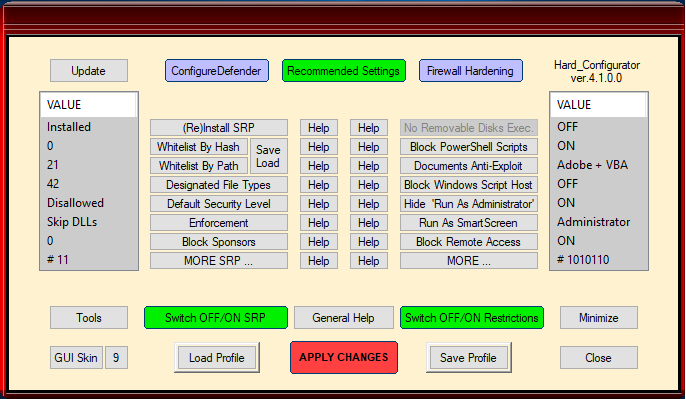 Update
ConfigureDefender
Recommended Settings
Firewall Hardening
Hard_Configurator
ver.4.1.0.0
VALUE
VALUE
Installed (Re)Install SRP Help Help No Removable Disks Exec. OFF
0 Whitelist By Hash Save Load Help Help Block PowerShell Scripts ON
21 Whitelist By Path Help Help Documents Anti-Exploit Adobe + VBA
42 Designated File Types Help Help Block Windows Script Host OFF
Disallowed Default Security Level Help Help Hide 'Run As Administrator' ON
Skip DLLs Enforcement Help Help Run As SmartScreen Administrator
0 Block Sponsors Help Help Block Remote Access ON
# 11 MORE SRP ... Help Help MORE ... # 1010110
Tools Switch OFF/ON SRP General Help Switch OFF/ON Restrictions Minimize
GUI Skin 9 Load Profile APPLY CHANGES Save Profile Close